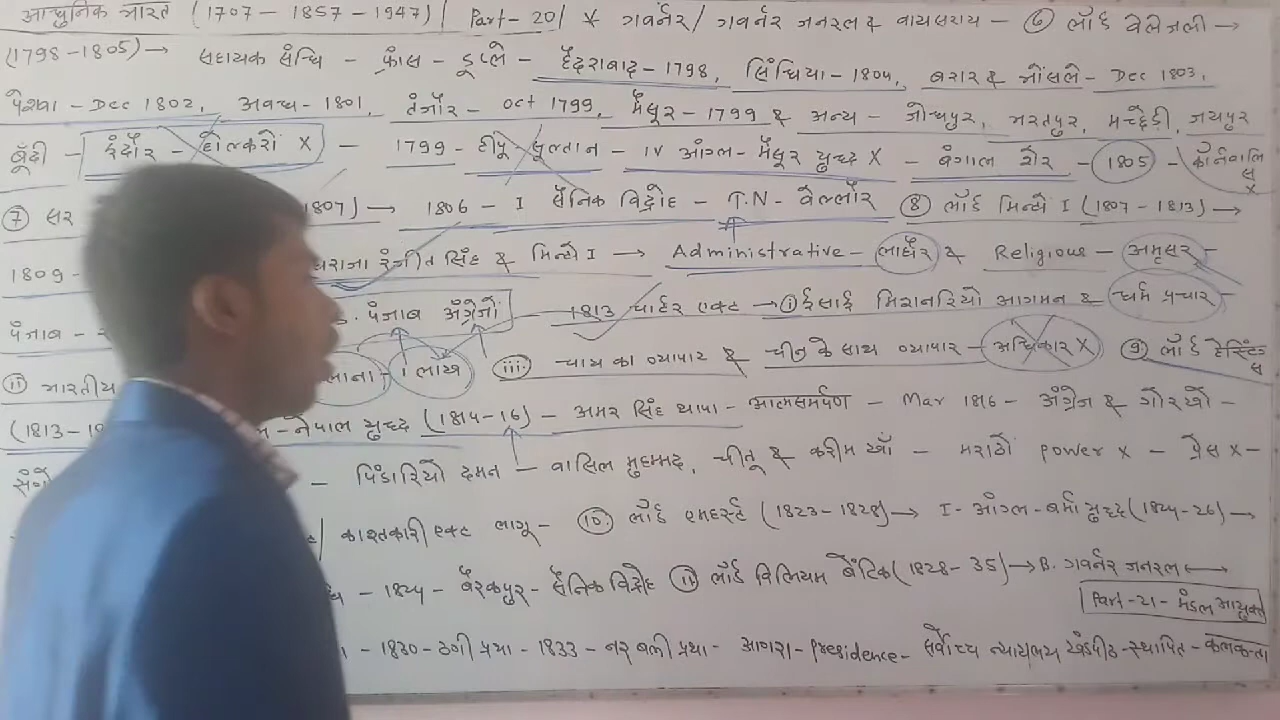 आधुनिक भारत (1707 - 1857 - 1947) / Part - 20 / * गवर्नर / गवर्नर जनरल & वायसराय - ⑥ लॉर्ड वेलेजली →
(1798 - 1805) → सहायक संन्धि - फ्रांस - डूप्ले - हैदराबाद - 1798, सिंन्धिया - 1804, बरार & भोंसले - Dec 1803,
पेशवा - Dec 1802, अवध - 1801, तंजौर - Oct 1799, मैसूर - 1799 & अन्य - जोधपुर, भरतपुर, मच्छेड़ी, जयपुर
बूँदी - इंदौर - होलकरों X - 1799 - टीपू सुल्तान - IV आंग्ल - मैसूर युध्द X - बंगाल शेर - 1805 - कॉर्नवालिस X
⑦ सर 1807) → 1806 - I सैनिक विद्रोह - T.N - वेल्लौर ⑧ लॉर्ड मिन्टो I (1807 - 1813) →
1809 - राजा रंजीत सिंह & मिन्टो I → Administrative - लाहौर & Religious - अमृतसर -
पंजाब - पंजाब अंग्रेजों - 1813 चार्टर एक्ट → ⓘ ईसाई मिशनरियों आगमन & धर्म प्रचार
ⓘⓘ भारतीय लाना - 1 लाख (iii) चाय का व्यापार & चीन के साथ व्यापार - अधिकार X ⑨ लॉर्ड हेस्टिंग्स
(1813 - - नेपाल युध्द (1814 - 16) - अमर सिंह थापा - आत्मसमर्पण - Mar 1816 - अंग्रेज & गोरखों -
- पिंडारियों दमन - वासिल मुहम्मद, चीतू & करीम खाँ - मराठों power X - प्रेस X -
काश्तकारी एक्ट लागू - ⑩ लॉर्ड एमहर्स्ट (1823 - 1828) → I - आंग्ल - बर्मा युध्द (1824 - 26) →
- 1824 - बैरकपुर - सैनिक विद्रोह ⑪ लॉर्ड विलियम बैंटिक (1828 - 35) → B. गवर्नर जनरल
Part - 21 - मंडल आयुक्त
- 1830 - ठगी प्रथा - 1833 - नर बली प्रथा - आगरा - Presidence - सर्वोच्च न्यायालय खंडपीठ - स्थापित - कलकत्ता